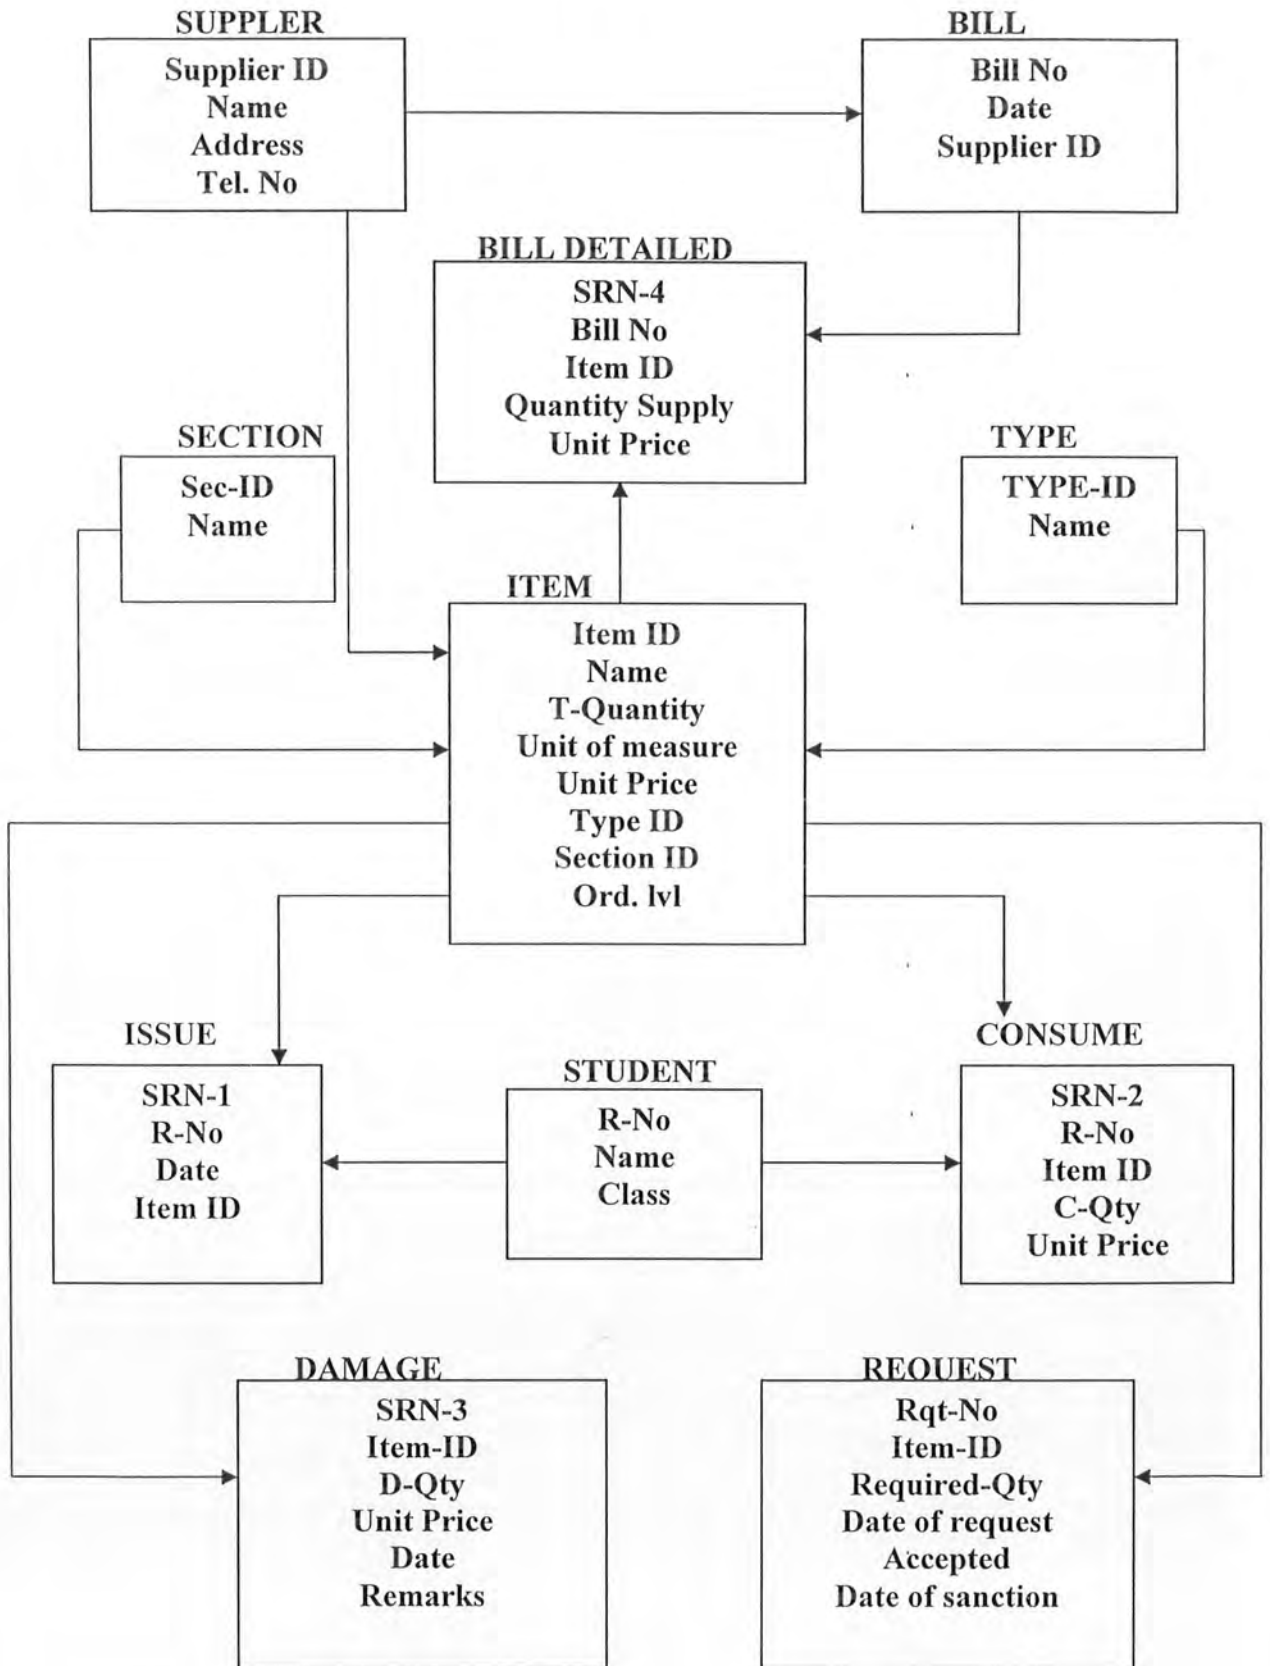 SUPPLER
Supplier ID
Name
Address
Tel. No
BILL
Bill No
Date
Supplier ID
BILL DETAILED
SRN-4
Bill No
Item ID
Quantity Supply
Unit Price
SECTION
Sec-ID
Name
TYPE
TYPE-ID
Name
ITEM
Item ID
Name
T-Quantity
Unit of measure
Unit Price
Type ID
Section ID
Ord. lvl
ISSUE
SRN-1
R-No
Date
Item ID
STUDENT
R-No
Name
Class
CONSUME
SRN-2
R-No
Item ID
C-Qty
Unit Price
DAMAGE
SRN-3
Item-ID
D-Qty
Unit Price
Date
Remarks
REQUEST
Rqt-No
Item-ID
Required-Qty
Date of request
Accepted
Date of sanction